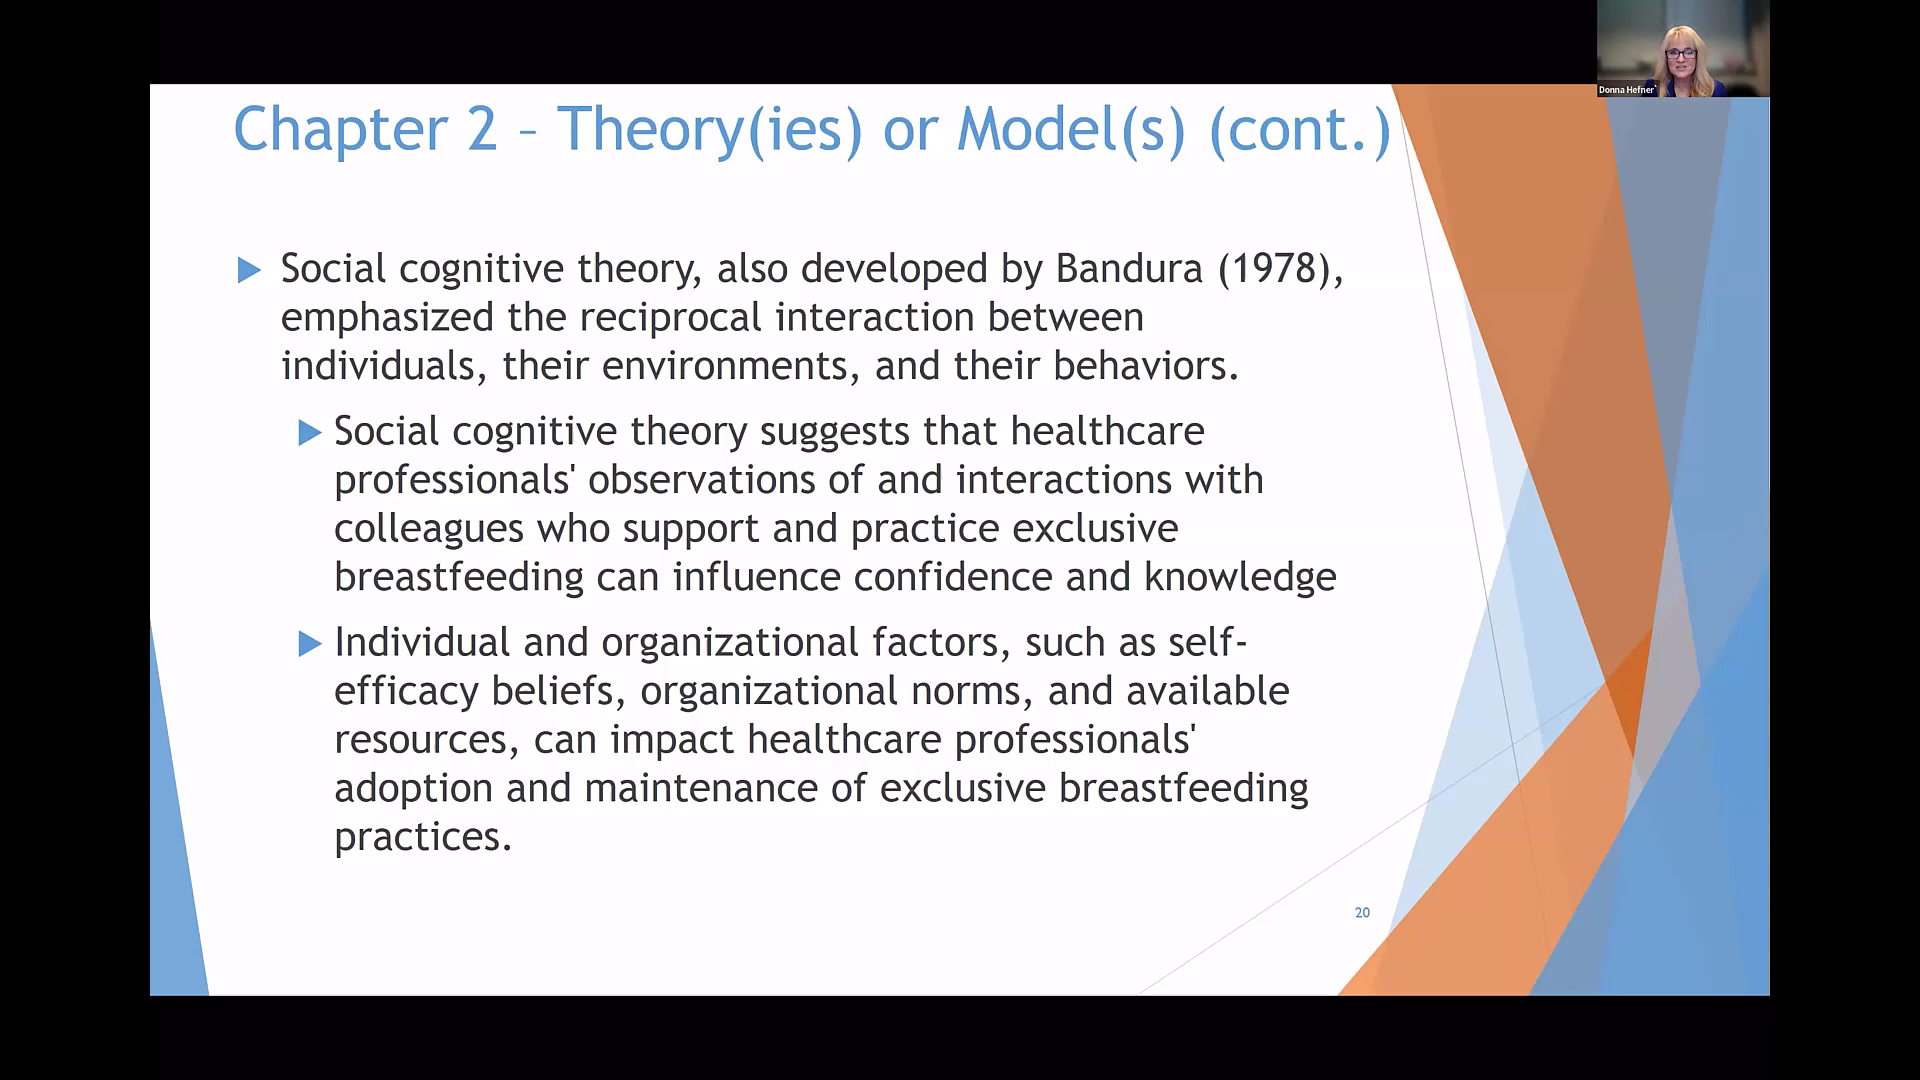 Donna Hefner
Chapter 2 – Theory(ies) or Model(s) (cont.)
Social cognitive theory, also developed by Bandura (1978),
emphasized the reciprocal interaction between
individuals, their environments, and their behaviors.
Social cognitive theory suggests that healthcare
professionals' observations of and interactions with
colleagues who support and practice exclusive
breastfeeding can influence confidence and knowledge
Individual and organizational factors, such as self-
efficacy beliefs, organizational norms, and available
resources, can impact healthcare professionals'
adoption and maintenance of exclusive breastfeeding
practices.
20